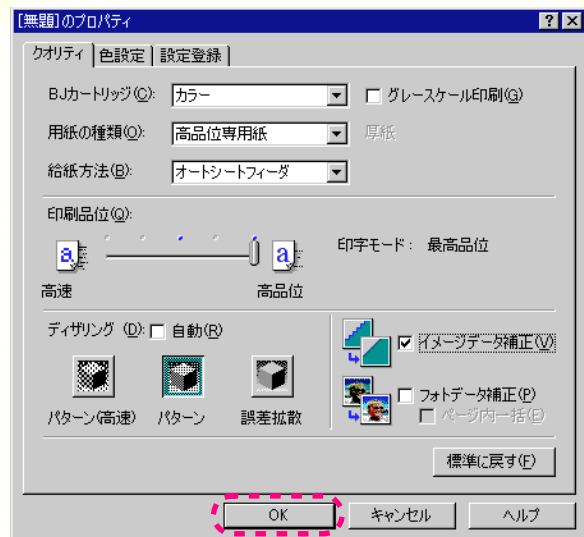 [無題]のプロパティ
クオリティ 色設定 設定登録
BJカートリッジ(C): カラー グレースケール印刷(G)
用紙の種類(O): 高品位専用紙 厚紙
給紙方法(B): オートシートフィーダ
印刷品位(Q):
a a 印字モード： 最高品位
高速 高品位
ディザリング (D): 自動(R)
イメージデータ補正(V)
フォトデータ補正(P)
パターン(高速) パターン 誤差拡散 ページ内一括(E)
標準に戻す(F)
OK キャンセル ヘルプ